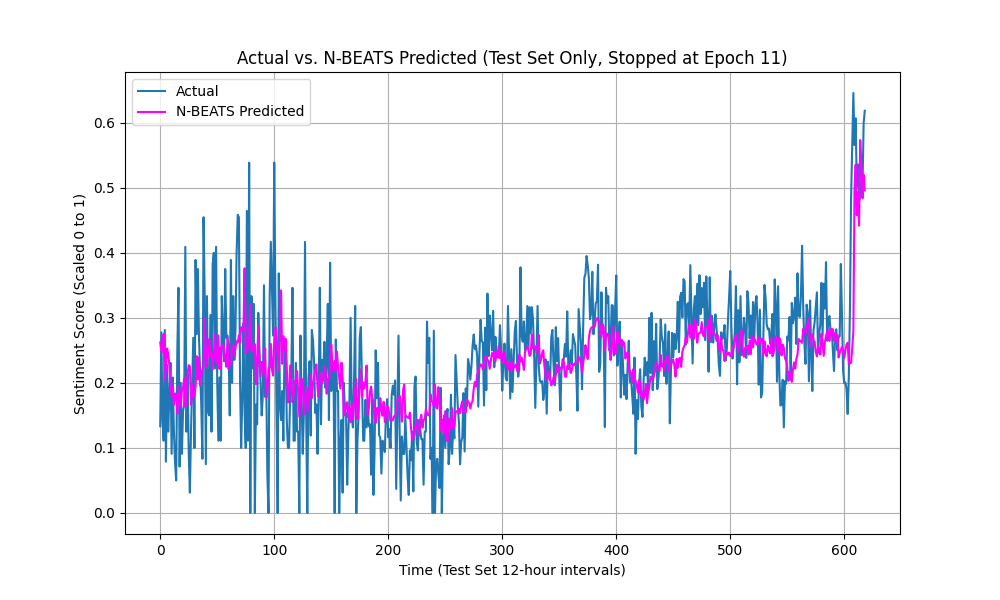 Actual vs. N-BEATS Predicted (Test Set Only, Stopped at Epoch 11)
Actual
N-BEATS Predicted
Sentiment Score (Scaled 0 to 1)
0.6
0.5
0.4
0.3
0.2
0.1
0.0
0 100 200 300 400 500 600
Time (Test Set 12-hour intervals)